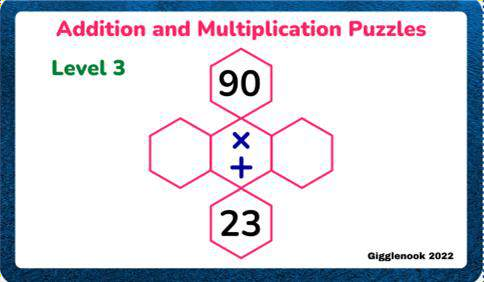 Addition and Multiplication Puzzles
Level 3
90
×
+
23
Gigglenook 2022